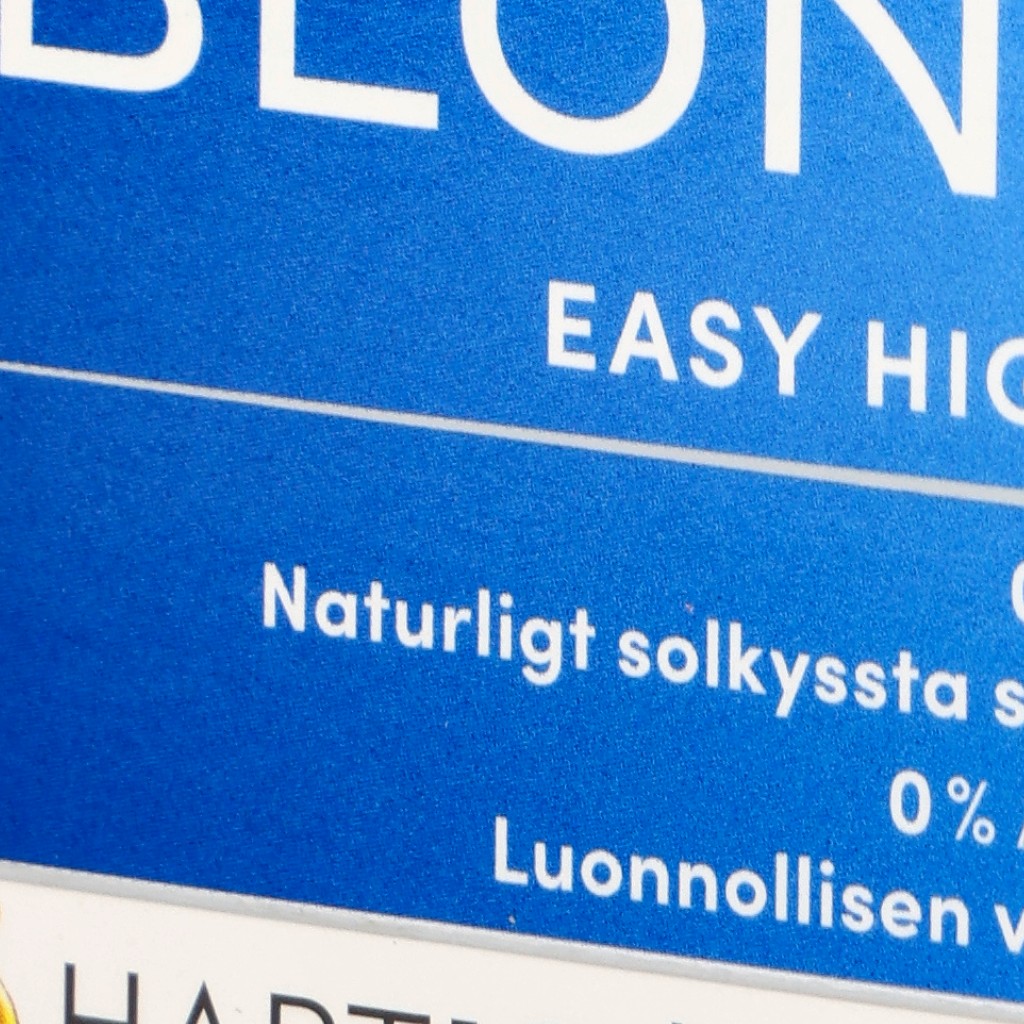 BLON
EASY HIG
Naturligt solkyssta s
0%
Luonnollisen v